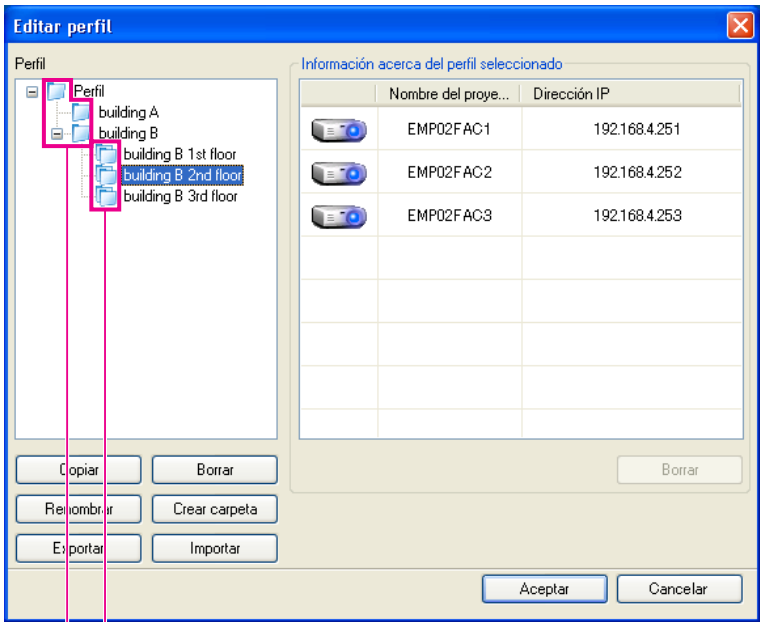 Editar perfil
Perfil
Perfil
building A
building B
building B 1st floor
building B 2nd floor
building B 3rd floor
Información acerca del perfil seleccionado
Nombre del proye... Dirección IP
EMP02FAC1 192.168.4.251
EMP02FAC2 192.168.4.252
EMP02FAC3 192.168.4.253
Borrar
Copiar Borrar
Renombrar Crear carpeta
Exportar Importar
Aceptar Cancelar